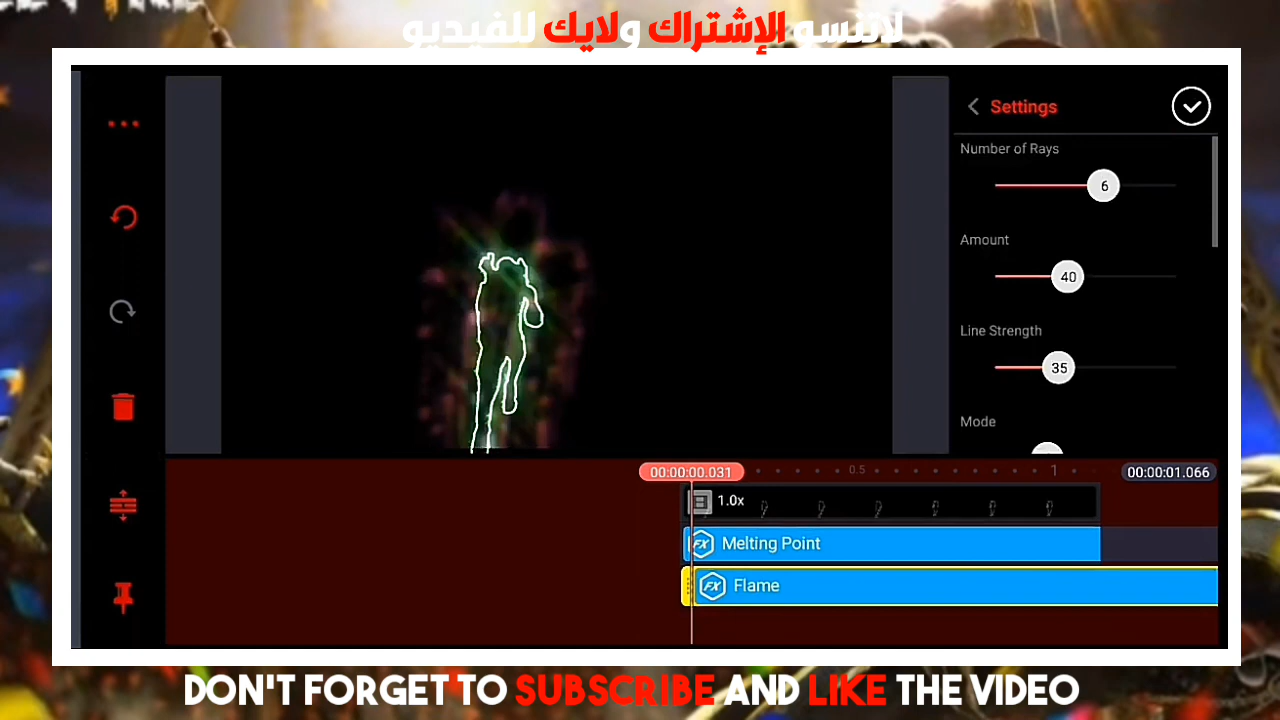 لاتنسو الإشتراك ولايك للفيديو
Settings
Number of Rays
6
Amount
40
Line Strength
35
Mode
00:00:00.031
0.5
1
00:00:01.066
1.0x
FX Melting Point
FX Flame
DON'T FORGET TO SUBSCRIBE AND LIKE THE VIDEO